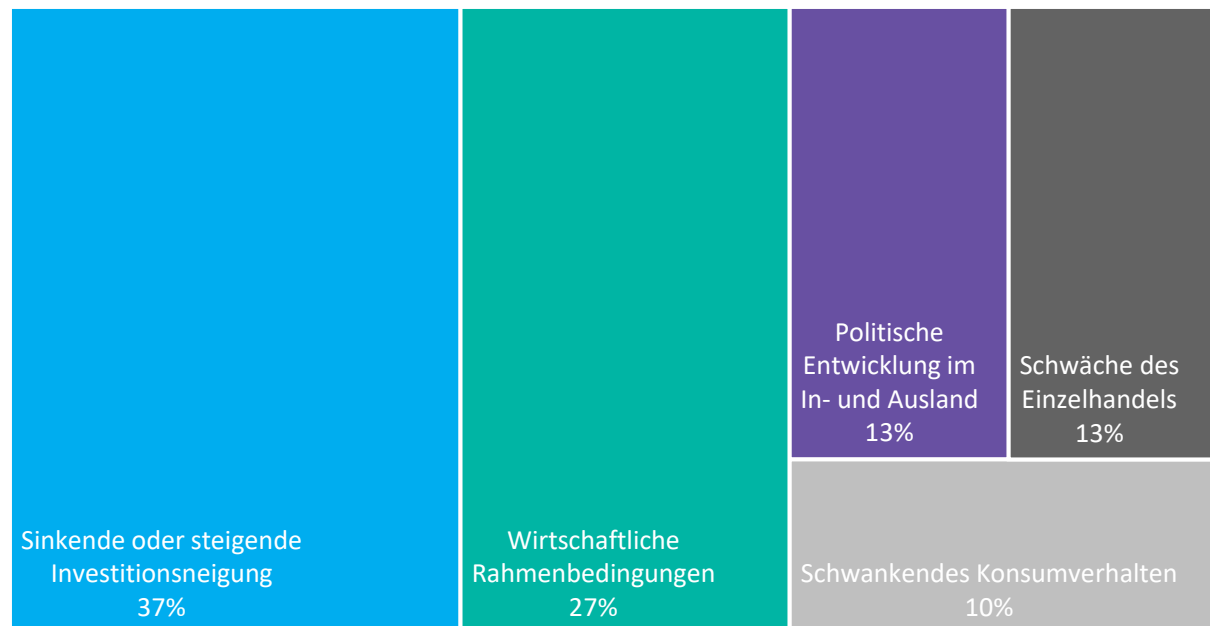 Sinkende oder steigende
Investitionsneigung
37%
Wirtschaftliche
Rahmenbedingungen
27%
Politische
Entwicklung im
In- und Ausland
13%
Schwäche des
Einzelhandels
13%
Schwankendes Konsumverhalten
10%